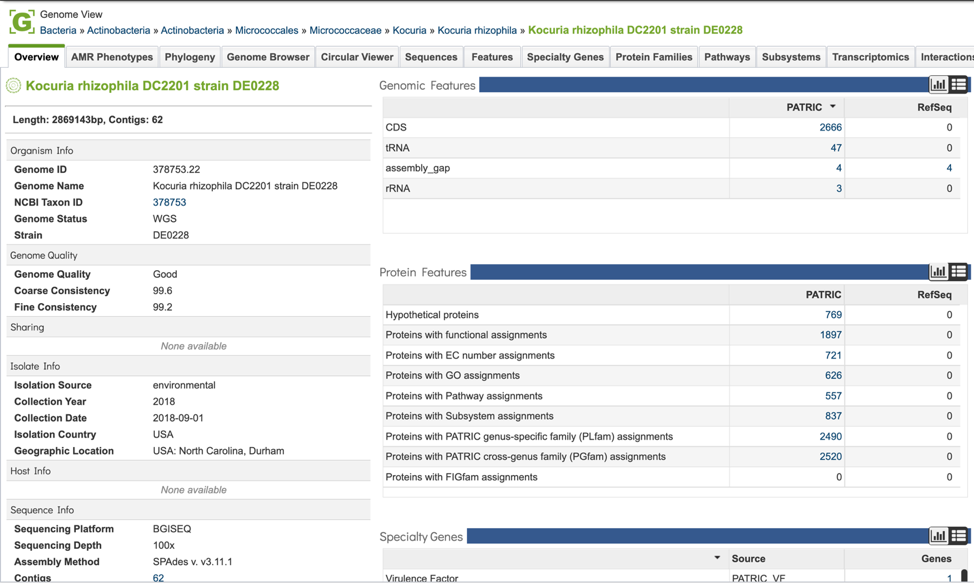 G
Genome View
Bacteria » Actinobacteria » Actinobacteria » Micrococcales » Micrococcaceae » Kocuria » Kocuria rhizophila » Kocuria rhizophila DC2201 strain DE0228
Overview AMR Phenotypes Phylogeny Genome Browser Circular Viewer Sequences Features Specialty Genes Protein Families Pathways Subsystems Transcriptomics Interactions
Kocuria rhizophila DC2201 strain DE0228
Length: 2869143bp, Contigs: 62
Organism Info
Genome ID 378753.22
Genome Name Kocuria rhizophila DC2201 strain DE0228
NCBI Taxon ID 378753
Genome Status WGS
Strain DE0228
Genome Quality
Genome Quality Good
Coarse Consistency 99.6
Fine Consistency 99.2
Sharing
None available
Isolate Info
Isolation Source environmental
Collection Year 2018
Collection Date 2018-09-01
Isolation Country USA
Geographic Location USA: North Carolina, Durham
Host Info
None available
Sequence Info
Sequencing Platform BGISEQ
Sequencing Depth 100x
Assembly Method SPAdes v. v3.11.1
Contigs 62
Genomic Features
PATRIC RefSeq
CDS 2666 0
tRNA 47 0
assembly_gap 4 4
rRNA 3 0
Protein Features
PATRIC RefSeq
Hypothetical proteins 769 0
Proteins with functional assignments 1897 0
Proteins with EC number assignments 721 0
Proteins with GO assignments 626 0
Proteins with Pathway assignments 557 0
Proteins with Subsystem assignments 837 0
Proteins with PATRIC genus-specific family (PLfam) assignments 2490 0
Proteins with PATRIC cross-genus family (PGfam) assignments 2520 0
Proteins with FIGfam assignments 0 0
Specialty Genes
Source Genes
Virulence Factor PATRIC_VF 1